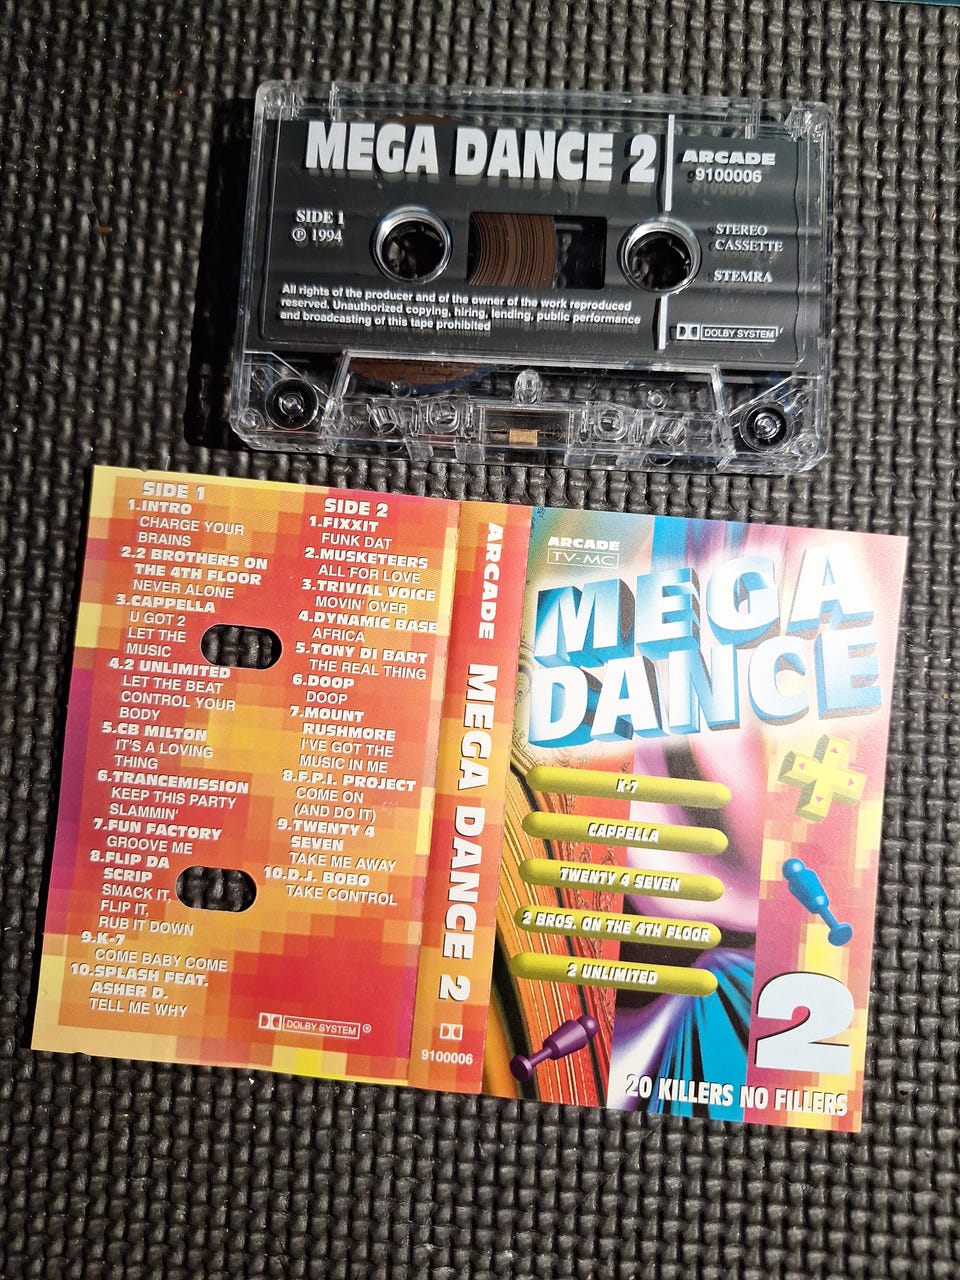 MEGA DANCE 2
ARCADE
9100006
SIDE 1
℗ 1994
STEREO
CASSETTE
STEMRA
All rights of the producer and of the owner of the work reproduced
reserved. Unauthorized copying, hiring, lending, public performance
and broadcasting of this tape prohibited
DOLBY SYSTEM
SIDE 1
1.INTRO
CHARGE YOUR
BRAINS
2.2 BROTHERS ON
THE 4TH FLOOR
NEVER ALONE
3.CAPPELLA
U GOT 2
LET THE
MUSIC
4.2 UNLIMITED
LET THE BEAT
CONTROL YOUR
BODY
5.CB MILTON
IT'S A LOVING
THING
6.TRANCEMISSION
KEEP THIS PARTY
SLAMMIN'
7.FUN FACTORY
GROOVE ME
8.FLIP DA
SCRIP
SMACK IT,
FLIP IT,
RUB IT DOWN
9.K-7
COME BABY COME
10.SPLASH FEAT.
ASHER D.
TELL ME WHY
SIDE 2
1.FIXXIT
FUNK DAT
2.MUSKETEERS
ALL FOR LOVE
3.TRIVIAL VOICE
MOVIN' OVER
4.DYNAMIC BASE
AFRICA
5.TONY DI BART
THE REAL THING
6.DOOP
DOOP
7.MOUNT
RUSHMORE
I'VE GOT THE
MUSIC IN ME
8.F.P.I. PROJECT
COME ON
(AND DO IT)
9.TWENTY 4
SEVEN
TAKE ME AWAY
10.D.J. BOBO
TAKE CONTROL
DOLBY SYSTEM ®
ARCADE MEGA DANCE 2
9100006
ARCADE
TV-MC
MEGA
DANCE
K-7
CAPPELLA
TWENTY 4 SEVEN
2 BROS. ON THE 4TH FLOOR
2 UNLIMITED
2
20 KILLERS NO FILLERS